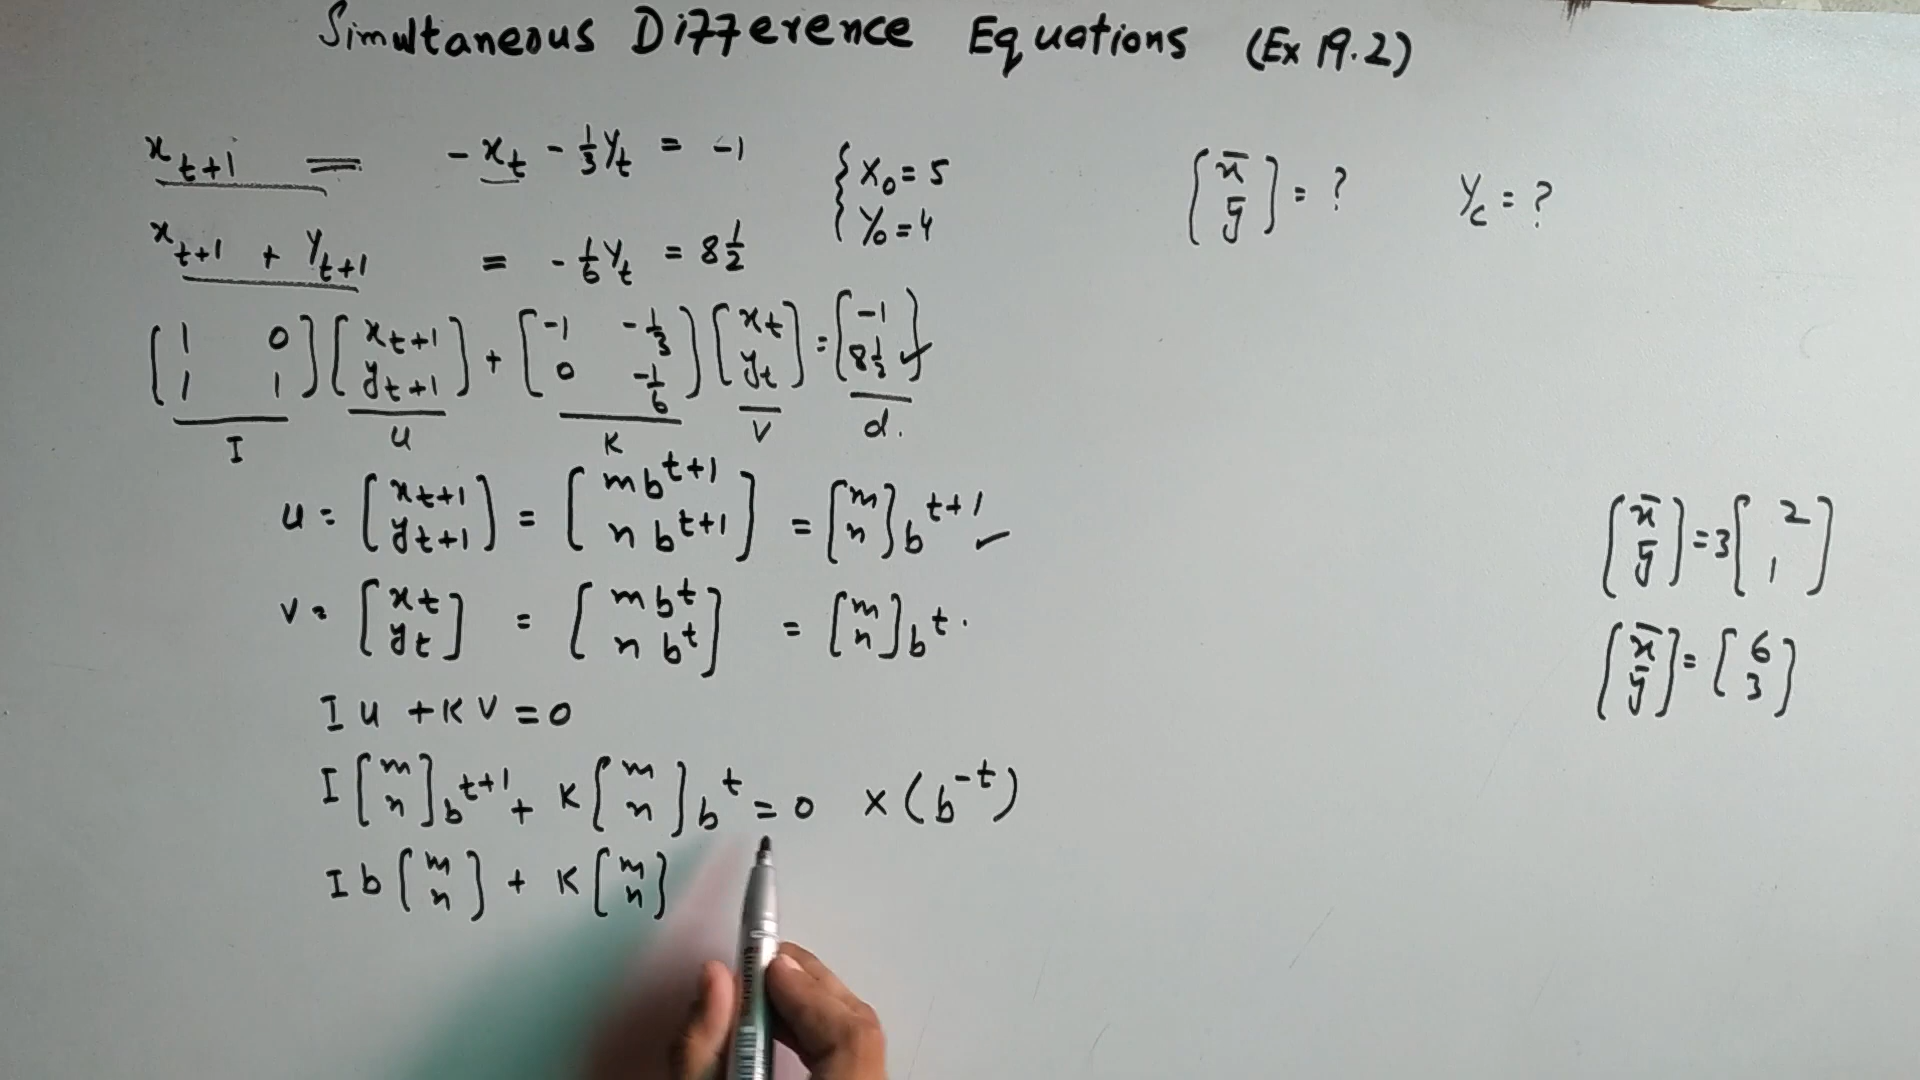 Simultaneous Difference Equations (Ex 19.2)
x_{t+1} = -x_t - 1/3 y_t = -1 { x_0 = 5
x_{t+1} + y_{t+1} = - 1/6 y_t = 8 1/2 y_0 = 4
[x̄ ȳ] = ? y_c = ?
[1 0; 1 1] [x_{t+1}; y_{t+1}] + [-1 -1/3; 0 -1/6] [x_t; y_t] = [-1; 8 1/2] ✓
I u K v d.
u = [x_{t+1}; y_{t+1}] = [mb^{t+1}; n b^{t+1}] = [m; n] b^{t+1} ✓
v = [x_t; y_t] = [m b^t; n b^t] = [m; n] b^t.
I u + K v = 0
I [m; n] b^{t+1} + K [m; n] b^t = 0 × (b^{-t})
I b [m; n] + K [m; n]
[x̄; ȳ] = 3 [2; 1]
[x̄; ȳ] = [6; 3]